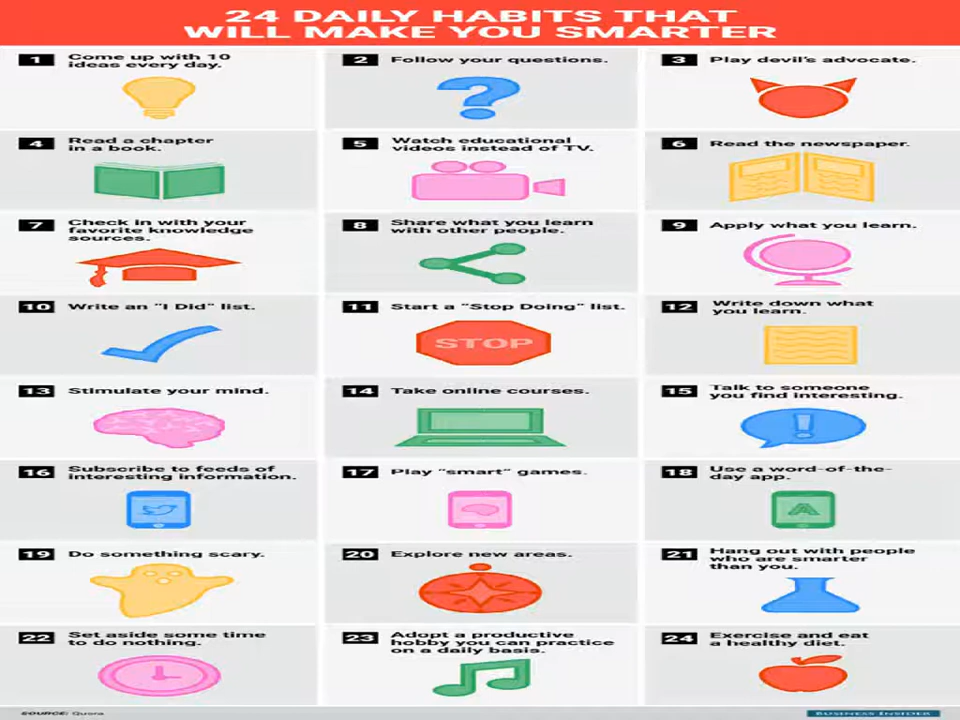 24 DAILY HABITS THAT
WILL MAKE YOU SMARTER
1 Come up with 10
ideas every day.
2 Follow your questions.
3 Play devil's advocate.
4 Read a chapter
in a book.
5 Watch educational
videos instead of TV.
6 Read the newspaper.
7 Check in with your
favorite knowledge
sources.
8 Share what you learn
with other people.
9 Apply what you learn.
10 Write an "I Did" list.
11 Start a "Stop Doing" list.
STOP
12 Write down what
you learn.
13 Stimulate your mind.
14 Take online courses.
15 Talk to someone
you find interesting.
!
16 Subscribe to feeds of
interesting information.
17 Play "smart" games.
18 Use a word-of-the-
day app.
19 Do something scary.
20 Explore new areas.
21 Hang out with people
who are smarter
than you.
22 Set aside some time
to do nothing.
23 Adopt a productive
hobby you can practice
on a daily basis.
24 Exercise and eat
a healthy diet.
SOURCE: Quora
BUSINESS INSIDER